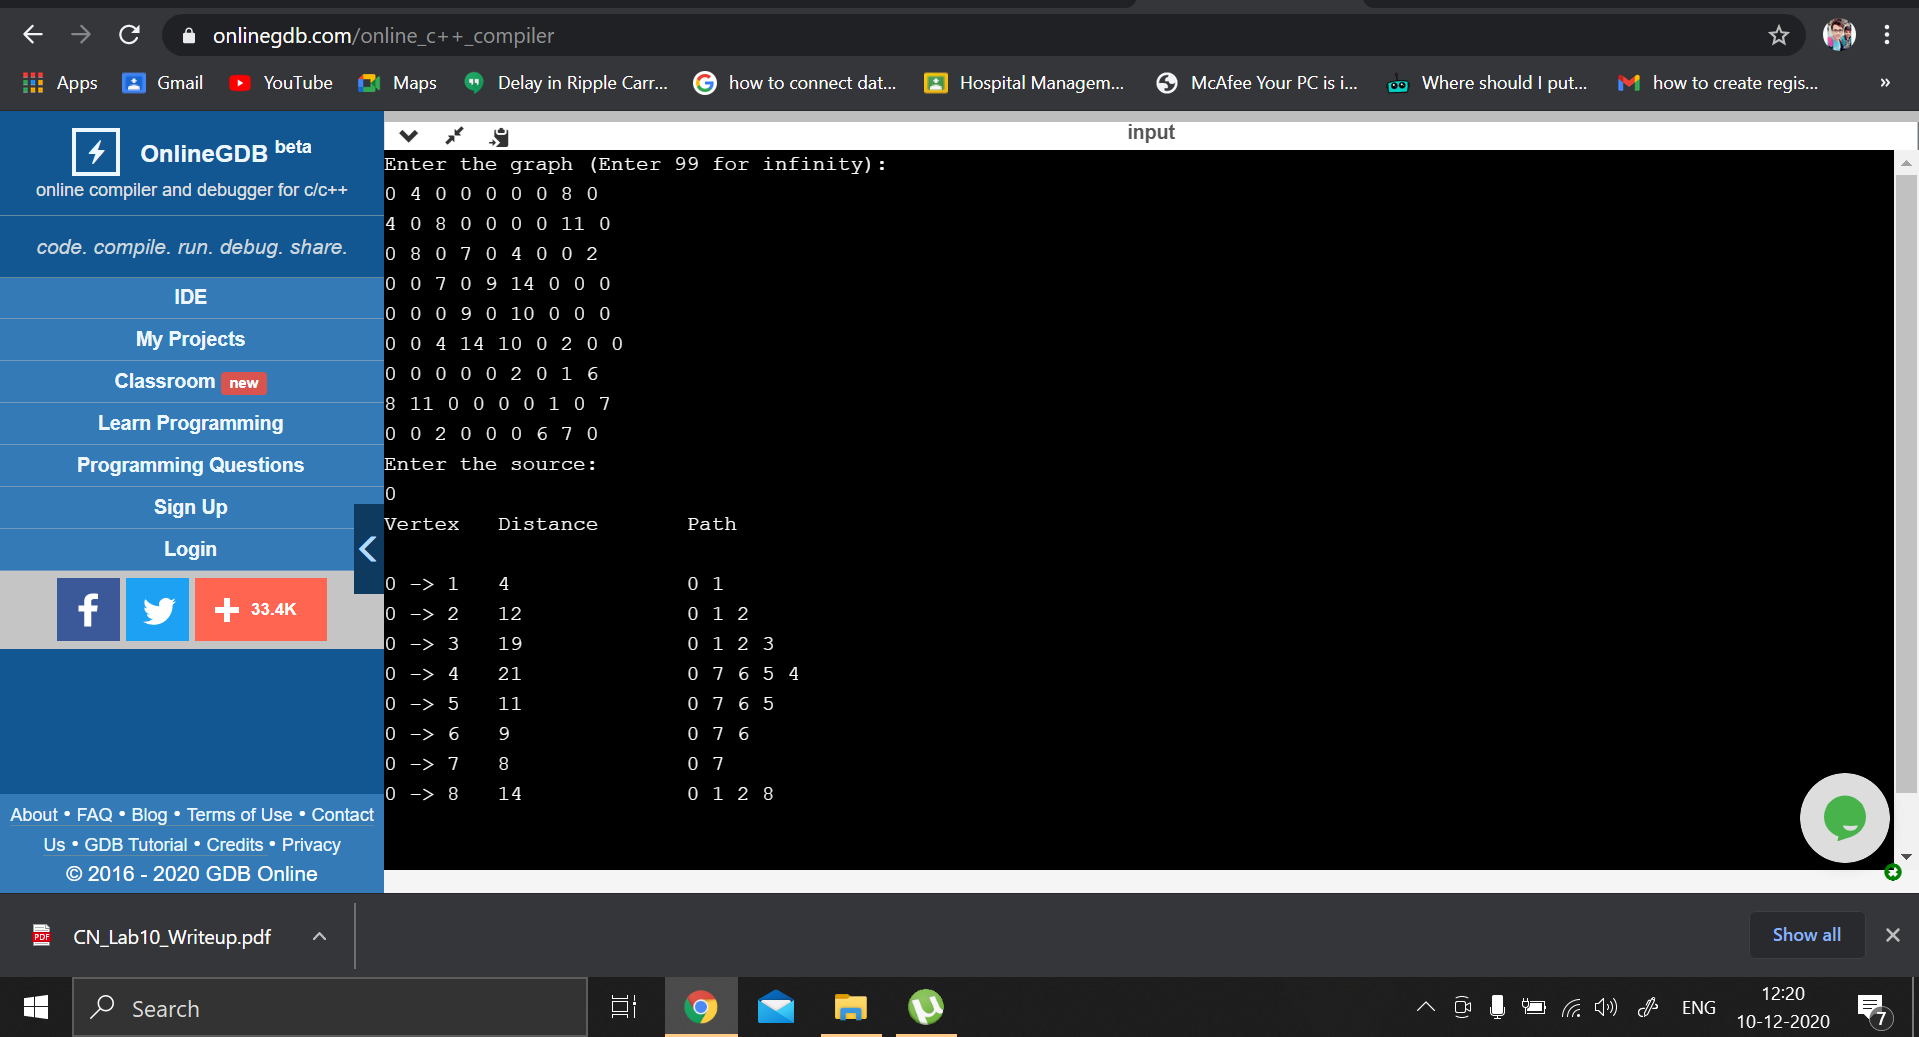 onlinegdb.com/online_c++_compiler
Apps Gmail YouTube Maps Delay in Ripple Carr... how to connect dat... Hospital Managem... McAfee Your PC is i... Where should I put... how to create regis... »
OnlineGDB beta
online compiler and debugger for c/c++
code. compile. run. debug. share.
IDE
My Projects
Classroom new
Learn Programming
Programming Questions
Sign Up
Login
33.4K
About • FAQ • Blog • Terms of Use • Contact
Us • GDB Tutorial • Credits • Privacy
© 2016 - 2020 GDB Online
input
Enter the graph (Enter 99 for infinity):
0 4 0 0 0 0 0 8 0
4 0 8 0 0 0 0 11 0
0 8 0 7 0 4 0 0 2
0 0 7 0 9 14 0 0 0
0 0 0 9 0 10 0 0 0
0 0 4 14 10 0 2 0 0
0 0 0 0 0 2 0 1 6
8 11 0 0 0 0 1 0 7
0 0 2 0 0 0 6 7 0
Enter the source:
0
Vertex Distance Path
0 -> 1 4 0 1
0 -> 2 12 0 1 2
0 -> 3 19 0 1 2 3
0 -> 4 21 0 7 6 5 4
0 -> 5 11 0 7 6 5
0 -> 6 9 0 7 6
0 -> 7 8 0 7
0 -> 8 14 0 1 2 8
PDF CN_Lab10_Writeup.pdf
Show all
Search
ENG
12:20
10-12-2020
7